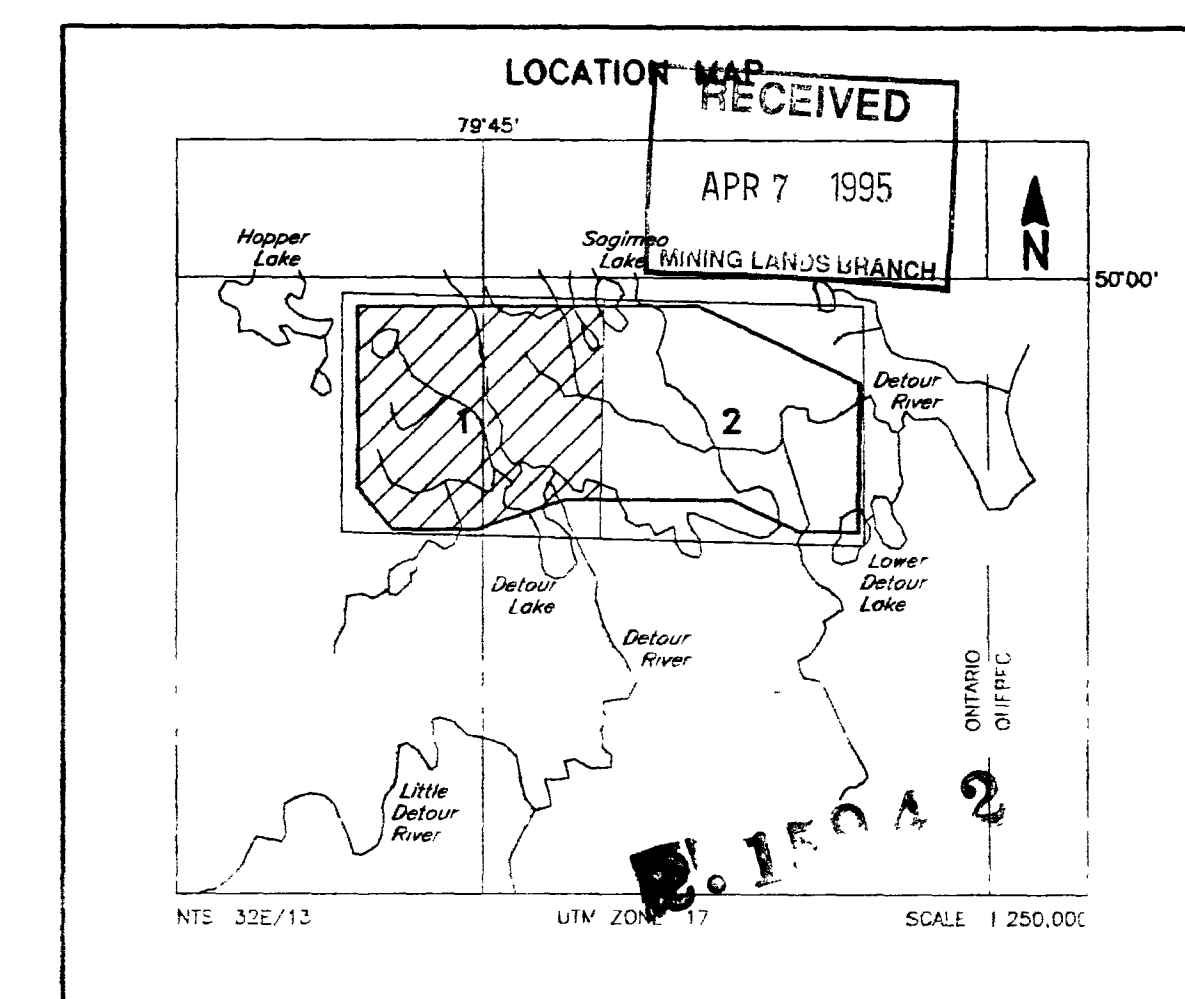 LOCATION MAP
RECEIVED
APR 7 1995
MINING LANDS BRANCH
79°45'
N
50°00'
Hopper
Lake
Sagimeo
Lake
1
2
Detour
River
Detour
Lake
Lower
Detour
Lake
Detour
River
ONTARIO
QUEBEC
Little
Detour
River
NTS 32E/13
UTM ZONE 17
SCALE 1:250,000